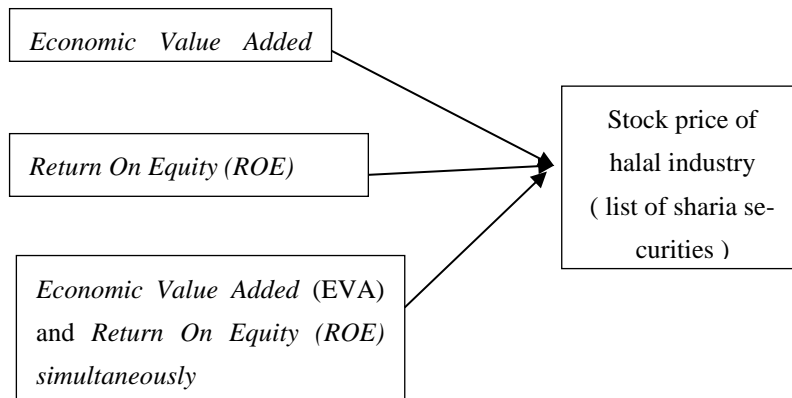 Economic Value Added
Return On Equity (ROE)
Economic Value Added (EVA)
and Return On Equity (ROE)
simultaneously
Stock price of
halal industry
( list of sharia se-
curities )